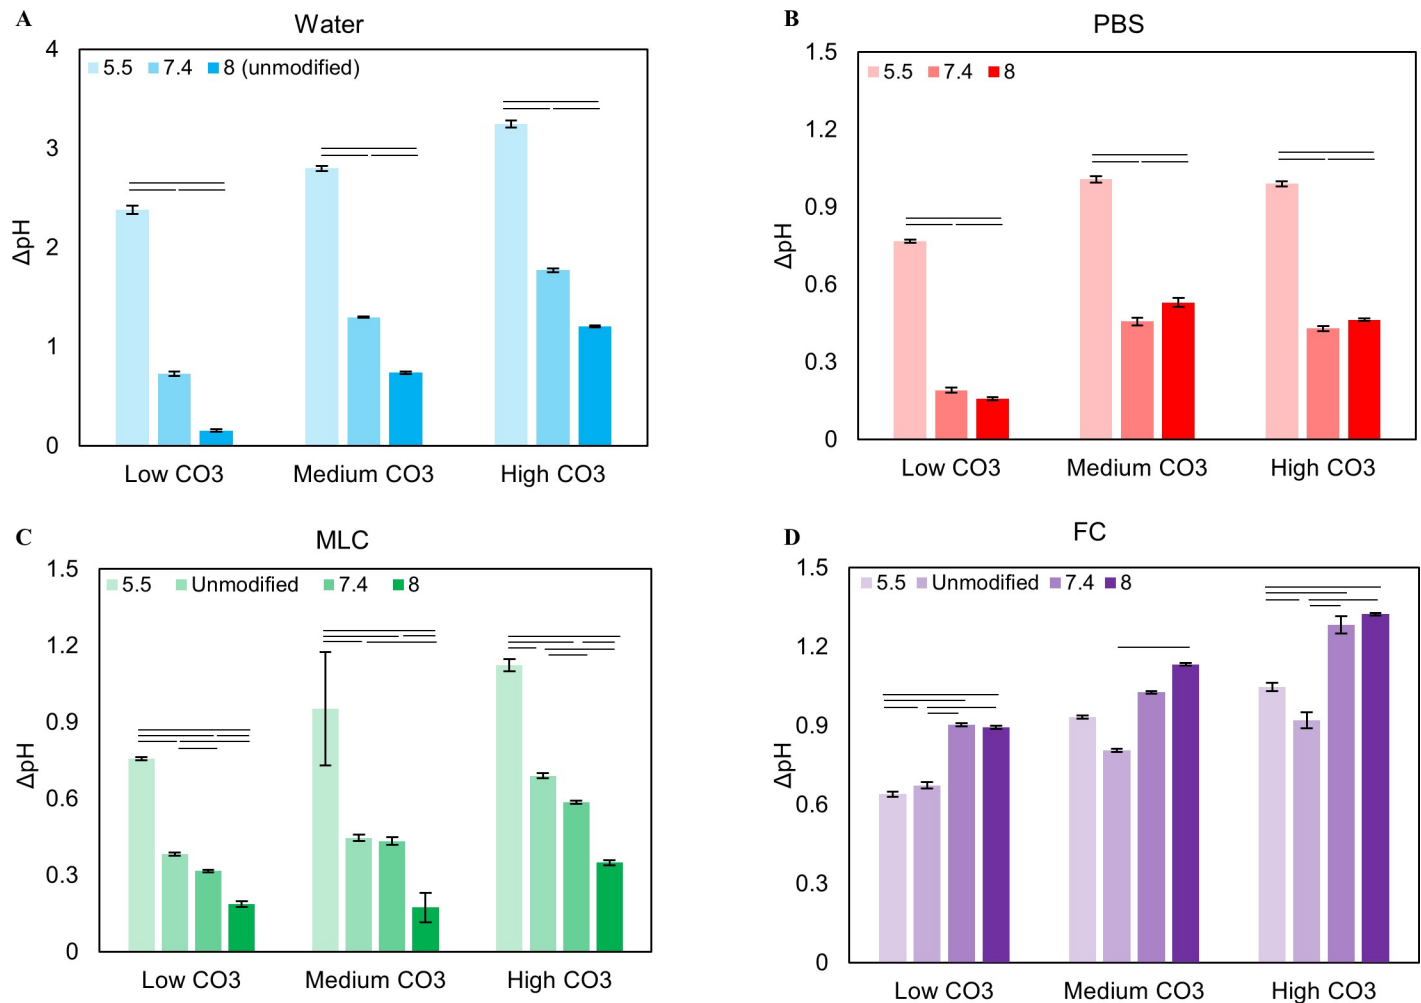 A
Water
4
5.5 7.4 8 (unmodified)
3
2
1
0
ΔpH
Low CO3 Medium CO3 High CO3
B
PBS
1.5
5.5 7.4 8
1.2
0.9
0.6
0.3
0
ΔpH
Low CO3 Medium CO3 High CO3
C
MLC
1.5
5.5 Unmodified 7.4 8
1.2
0.9
0.6
0.3
0
ΔpH
Low CO3 Medium CO3 High CO3
D
FC
1.5
5.5 Unmodified 7.4 8
1.2
0.9
0.6
0.3
0
ΔpH
Low CO3 Medium CO3 High CO3